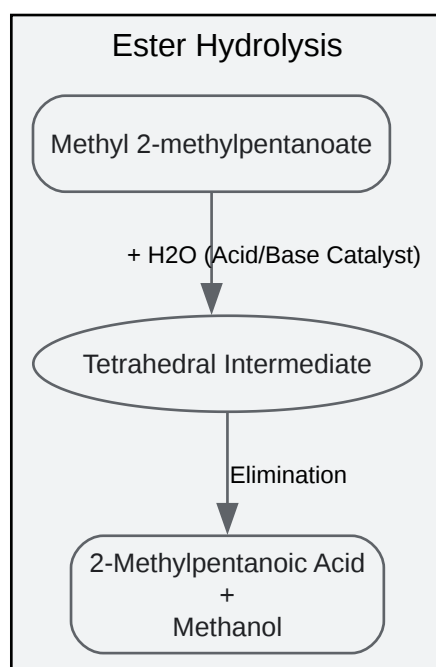 Ester Hydrolysis
Methyl 2-methylpentanoate
+ H2O (Acid/Base Catalyst)
Tetrahedral Intermediate
Elimination
2-Methylpentanoic Acid
+
Methanol